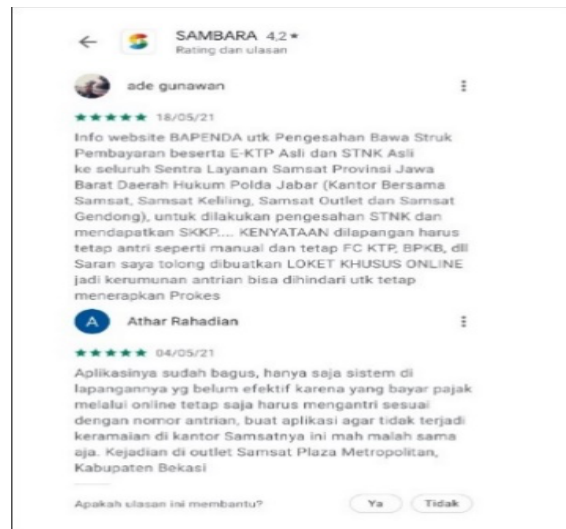 SAMBARA 4,2★
Rating dan ulasan
ade gunawan
★★★★★ 18/05/21
Info website BAPENDA utk Pengesahan Bawa Struk
Pembayaran beserta E-KTP Asli dan STNK Asli
ke seluruh Sentra Layanan Samsat Provinsi Jawa
Barat Daerah Hukum Polda Jabar (Kantor Bersama
Samsat, Samsat Keliling, Samsat Outlet dan Samsat
Gendong), untuk dilakukan pengesahan STNK dan
mendapatkan SKKP.... KENYATAAN dilapangan harus
tetap antri seperti manual dan tetap FC KTP, BPKB, dll
Saran saya tolong dibuatkan LOKET KHUSUS ONLINE
jadi kerumunan antrian bisa dihindari utk tetap
menerapkan Prokes
A Athar Rahadian
★★★★★ 04/05/21
Aplikasinya sudah bagus, hanya saja sistem di
lapangannya yg belum efektif karena yang bayar pajak
melalui online tetap saja harus mengantri sesuai
dengan nomor antrian, buat aplikasi agar tidak terjadi
keramaian di kantor Samsatnya ini mah malah sama
aja. Kejadian di outlet Samsat Plaza Metropolitan,
Kabupaten Bekasi
Apakah ulasan ini membantu? Ya Tidak